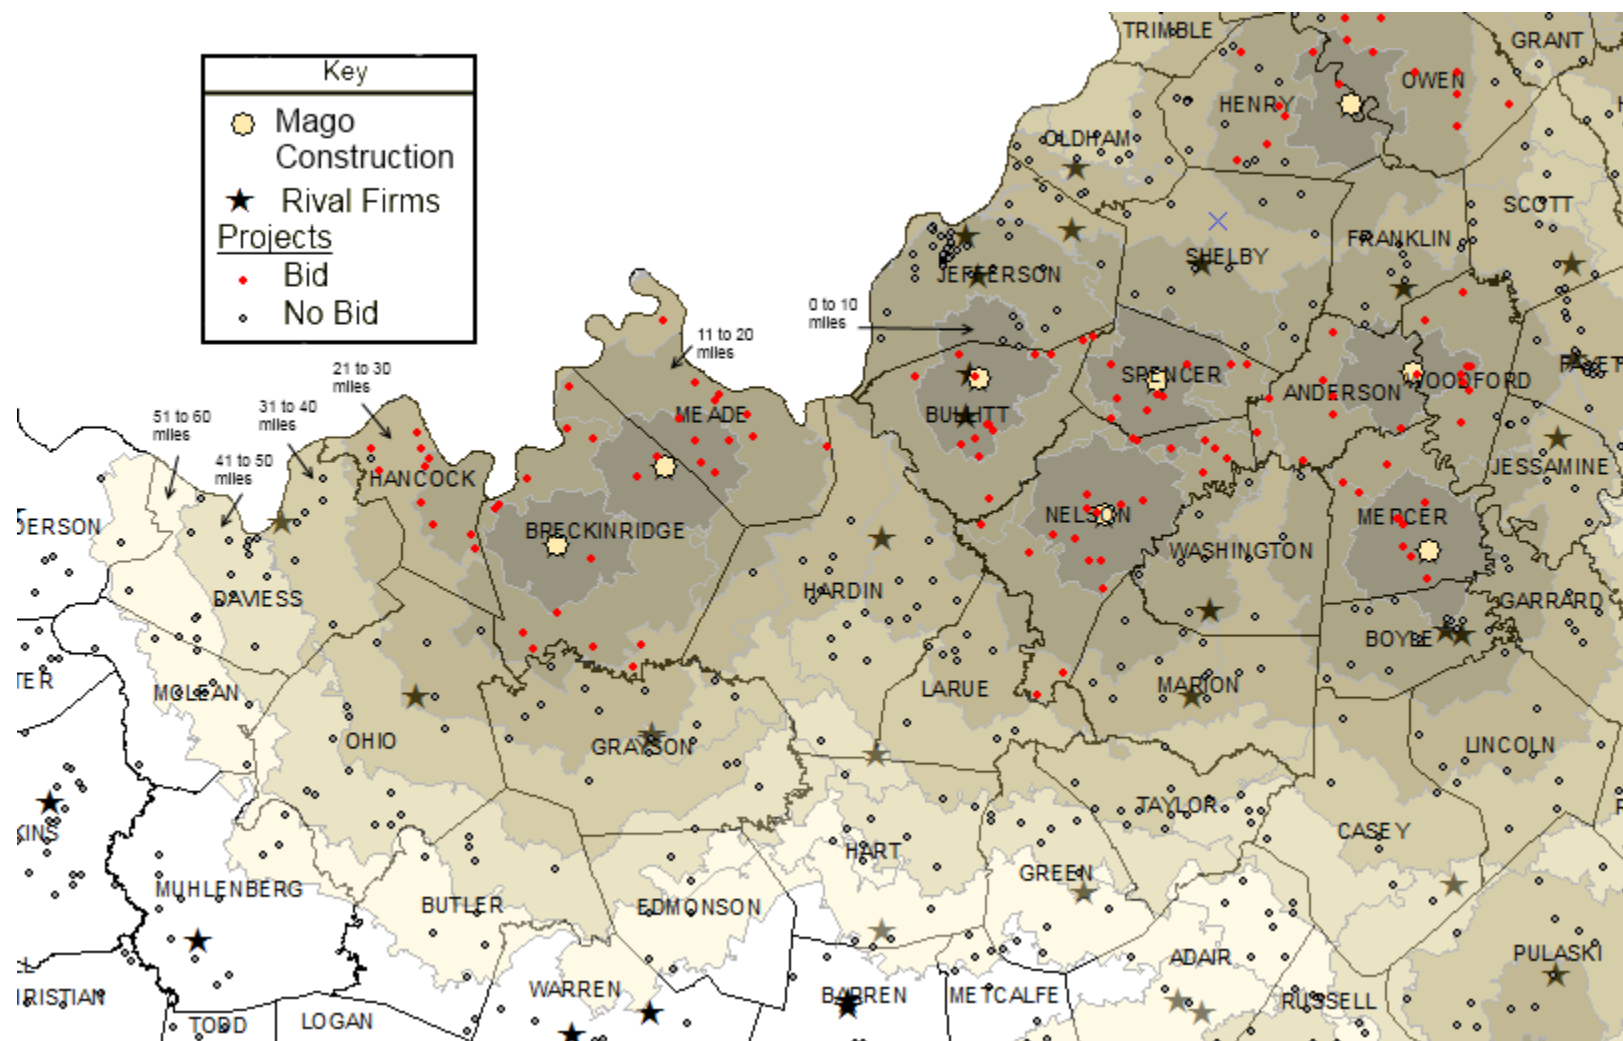 Key
Mago
Construction
Rival Firms
Projects
Bid
No Bid
TRIMBLE
GRANT
OWEN
HENRY
OLDHAM
SCOTT
FRANKLIN
SHELBY
JEFFERSON
0 to 10
miles
11 to 20
miles
21 to 30
miles
31 to 40
miles
51 to 60
miles
41 to 50
miles
SPENCER
ANDERSON
WOODFORD
BULLITT
MEADE
HANCOCK
JESSAMINE
DERSON
BRECKINRIDGE
NELSON
MERCER
WASHINGTON
HARDIN
DAVIESS
GARRARD
BOYLE
TER
MCLEAN
LARUE
MARION
OHIO
GRAYSON
LINCOLN
TAYLOR
CASEY
KINS
HART
GREEN
MUHLENBERG
BUTLER
EDMONSON
PULASKI
ADAIR
WARREN
BARREN
METCALFE
RUSSELL
RISTIAN
TODD
LOGAN